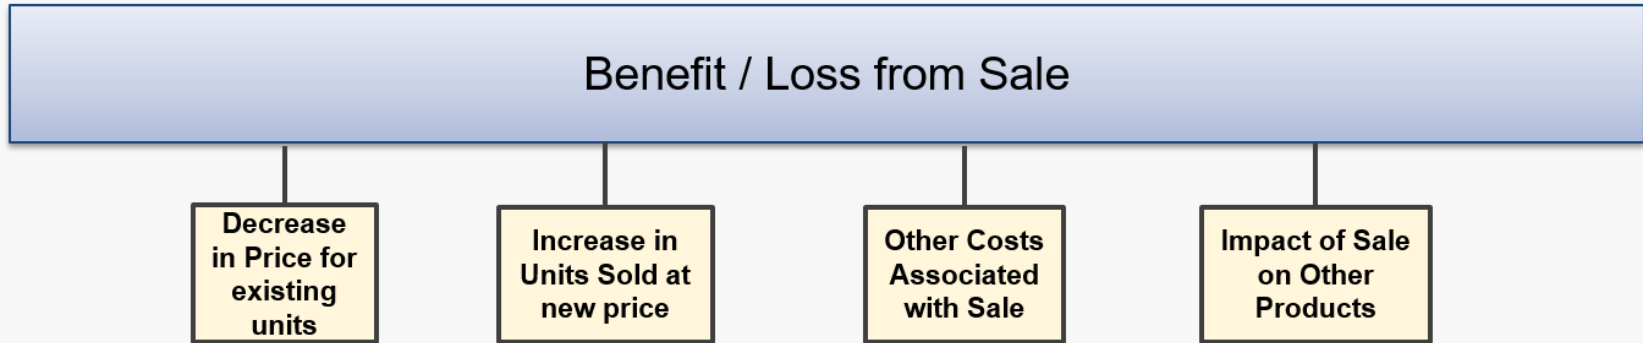 Benefit / Loss from Sale
Decrease
in Price for
existing
units
Increase in
Units Sold at
new price
Other Costs
Associated
with Sale
Impact of Sale
on Other
Products